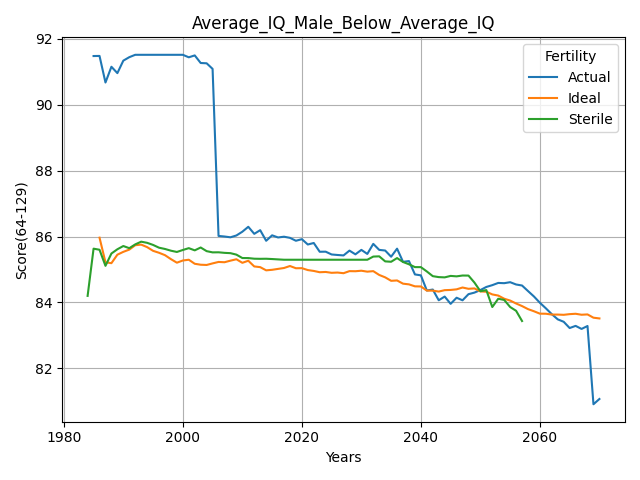 Average_IQ_Male_Below_Average_IQ
Score(64-129)
92
90
88
86
84
82
Fertility
Actual
Ideal
Sterile
1980
2000
2020
2040
2060
Years